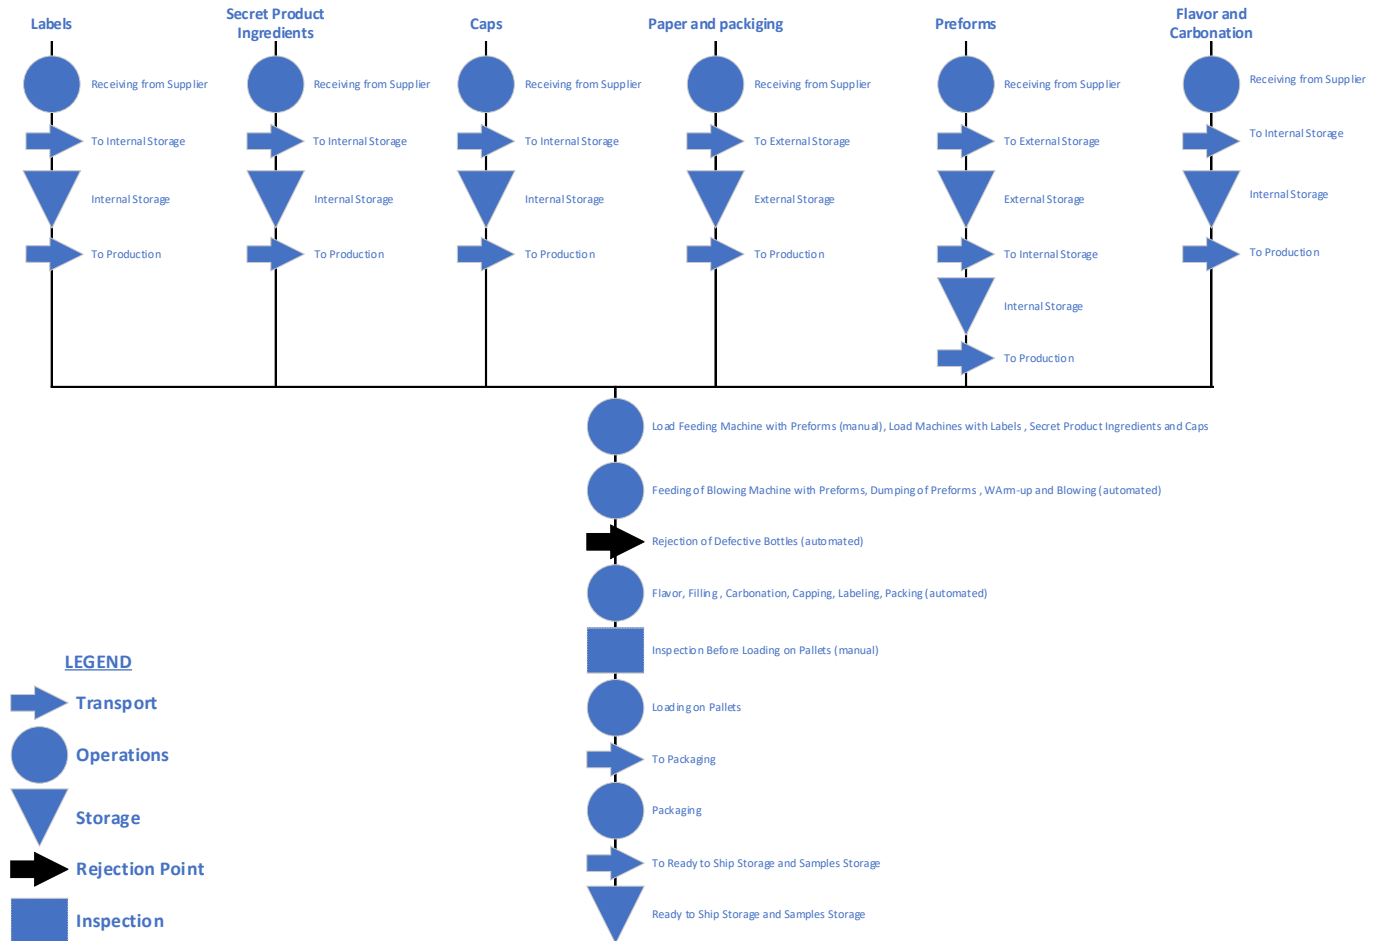 Labels
Secret Product
Ingredients
Caps
Paper and packiging
Preforms
Flavor and
Carbonation
Receiving from Supplier
Receiving from Supplier
Receiving from Supplier
Receiving from Supplier
Receiving from Supplier
Receiving from Supplier
To Internal Storage
To Internal Storage
To Internal Storage
To External Storage
To External Storage
To Internal Storage
Internal Storage
Internal Storage
Internal Storage
External Storage
External Storage
Internal Storage
To Production
To Production
To Production
To Production
To Internal Storage
To Production
Internal Storage
To Production
Load Feeding Machine with Preforms (manual), Load Machines with Labels , Secret Product Ingredients and Caps
Feeding of Blowing Machine with Preforms, Dumping of Preforms , WArm-up and Blowing (automated)
Rejection of Defective Bottles (automated)
Flavor, Filling , Carbonation, Capping, Labeling, Packing (automated)
Inspection Before Loading on Pallets (manual)
Loading on Pallets
To Packaging
Packaging
To Ready to Ship Storage and Samples Storage
Ready to Ship Storage and Samples Storage
LEGEND
Transport
Operations
Storage
Rejection Point
Inspection